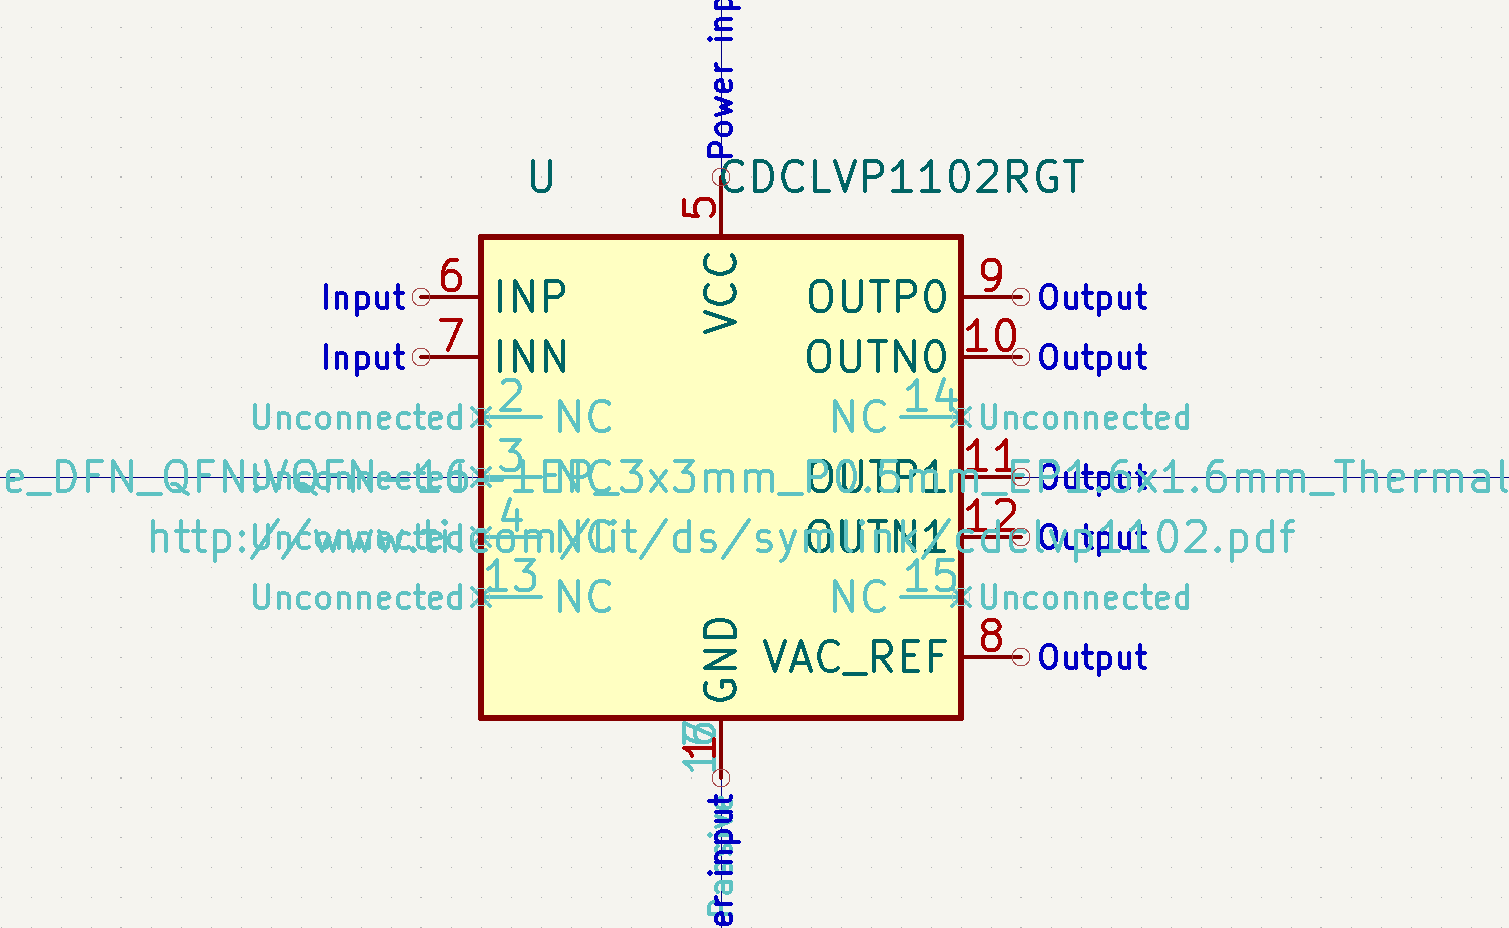 Power inp
U
CDCLVP1102RGT
5
VCC
Input 6 INP
OUTP0 9 Output
Input 7 INN
OUTN0 10 Output
Unconnected 2 NC
NC 14 Unconnected
Unconnected 3 NC
OUTP1 11 Output
e_DFN_QFN:VQFN-16-1EP_3x3mm_P0.5mm_EP1.6x1.6mm_Thermal
Unconnected 4 NC
OUTN1 12 Output
http://www.ti.com/lit/ds/symlink/cdclvp1102.pdf
Unconnected 13 NC
NC 15 Unconnected
GND
VAC_REF 8 Output
1
er input
Passive